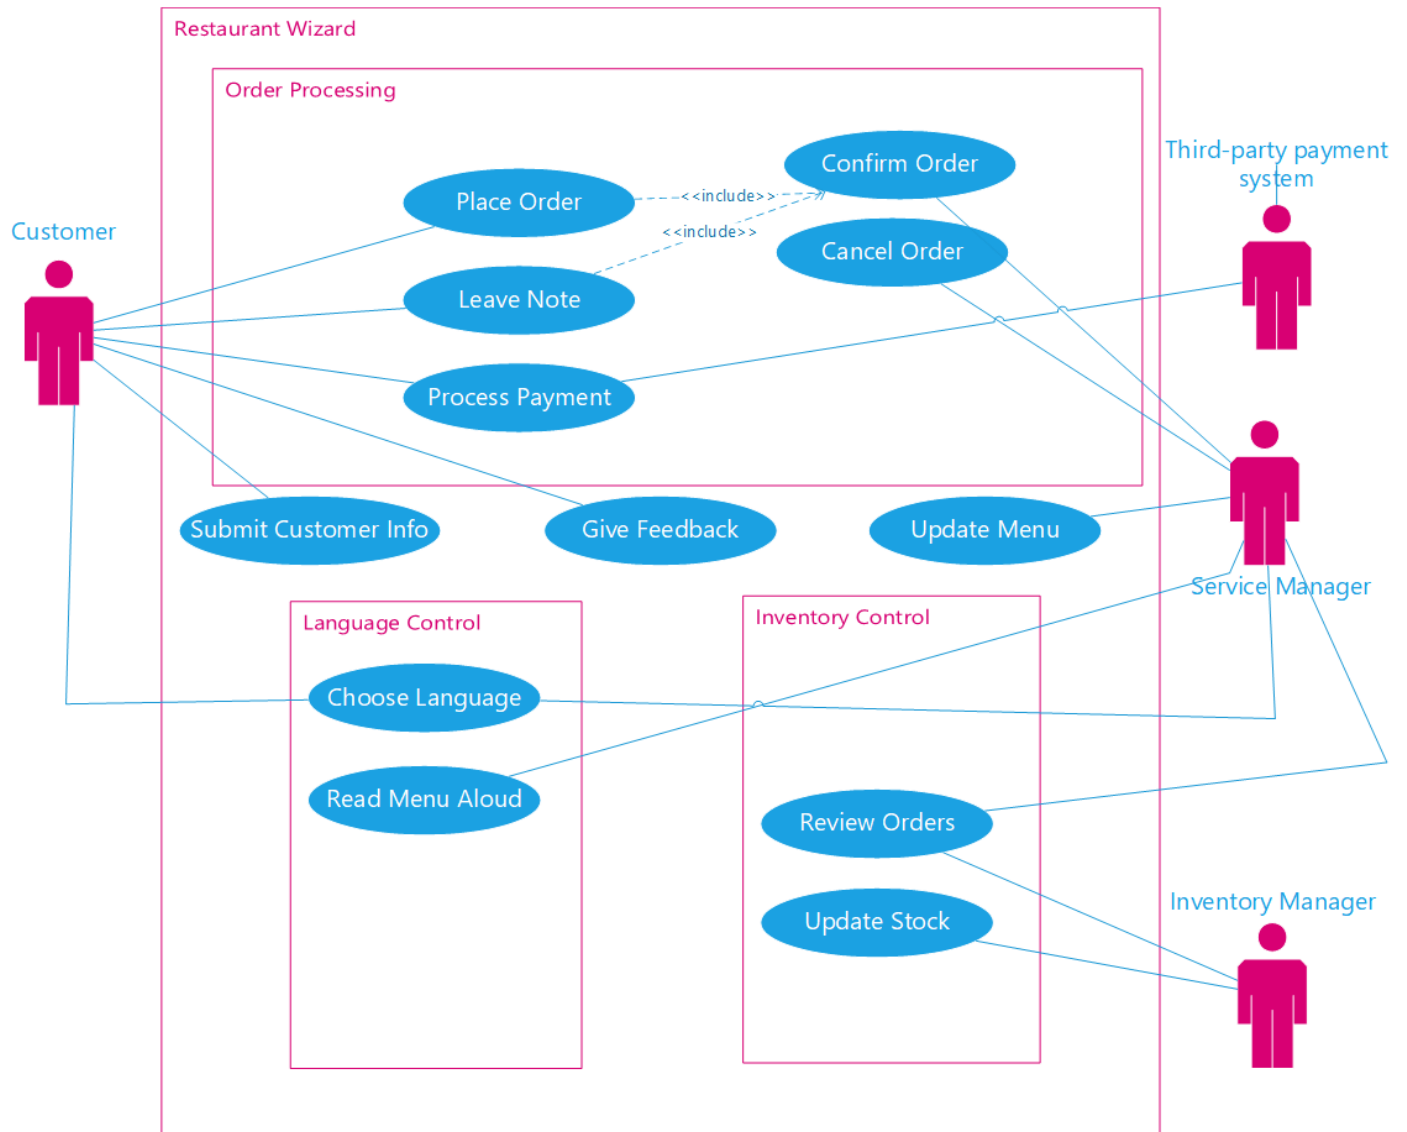 Restaurant Wizard
Order Processing
Confirm Order
Third-party payment
system
Place Order
<<include>>
Customer
<<include>>
Cancel Order
Leave Note
Process Payment
Submit Customer Info
Give Feedback
Update Menu
Service Manager
Language Control
Inventory Control
Choose Language
Read Menu Aloud
Review Orders
Update Stock
Inventory Manager